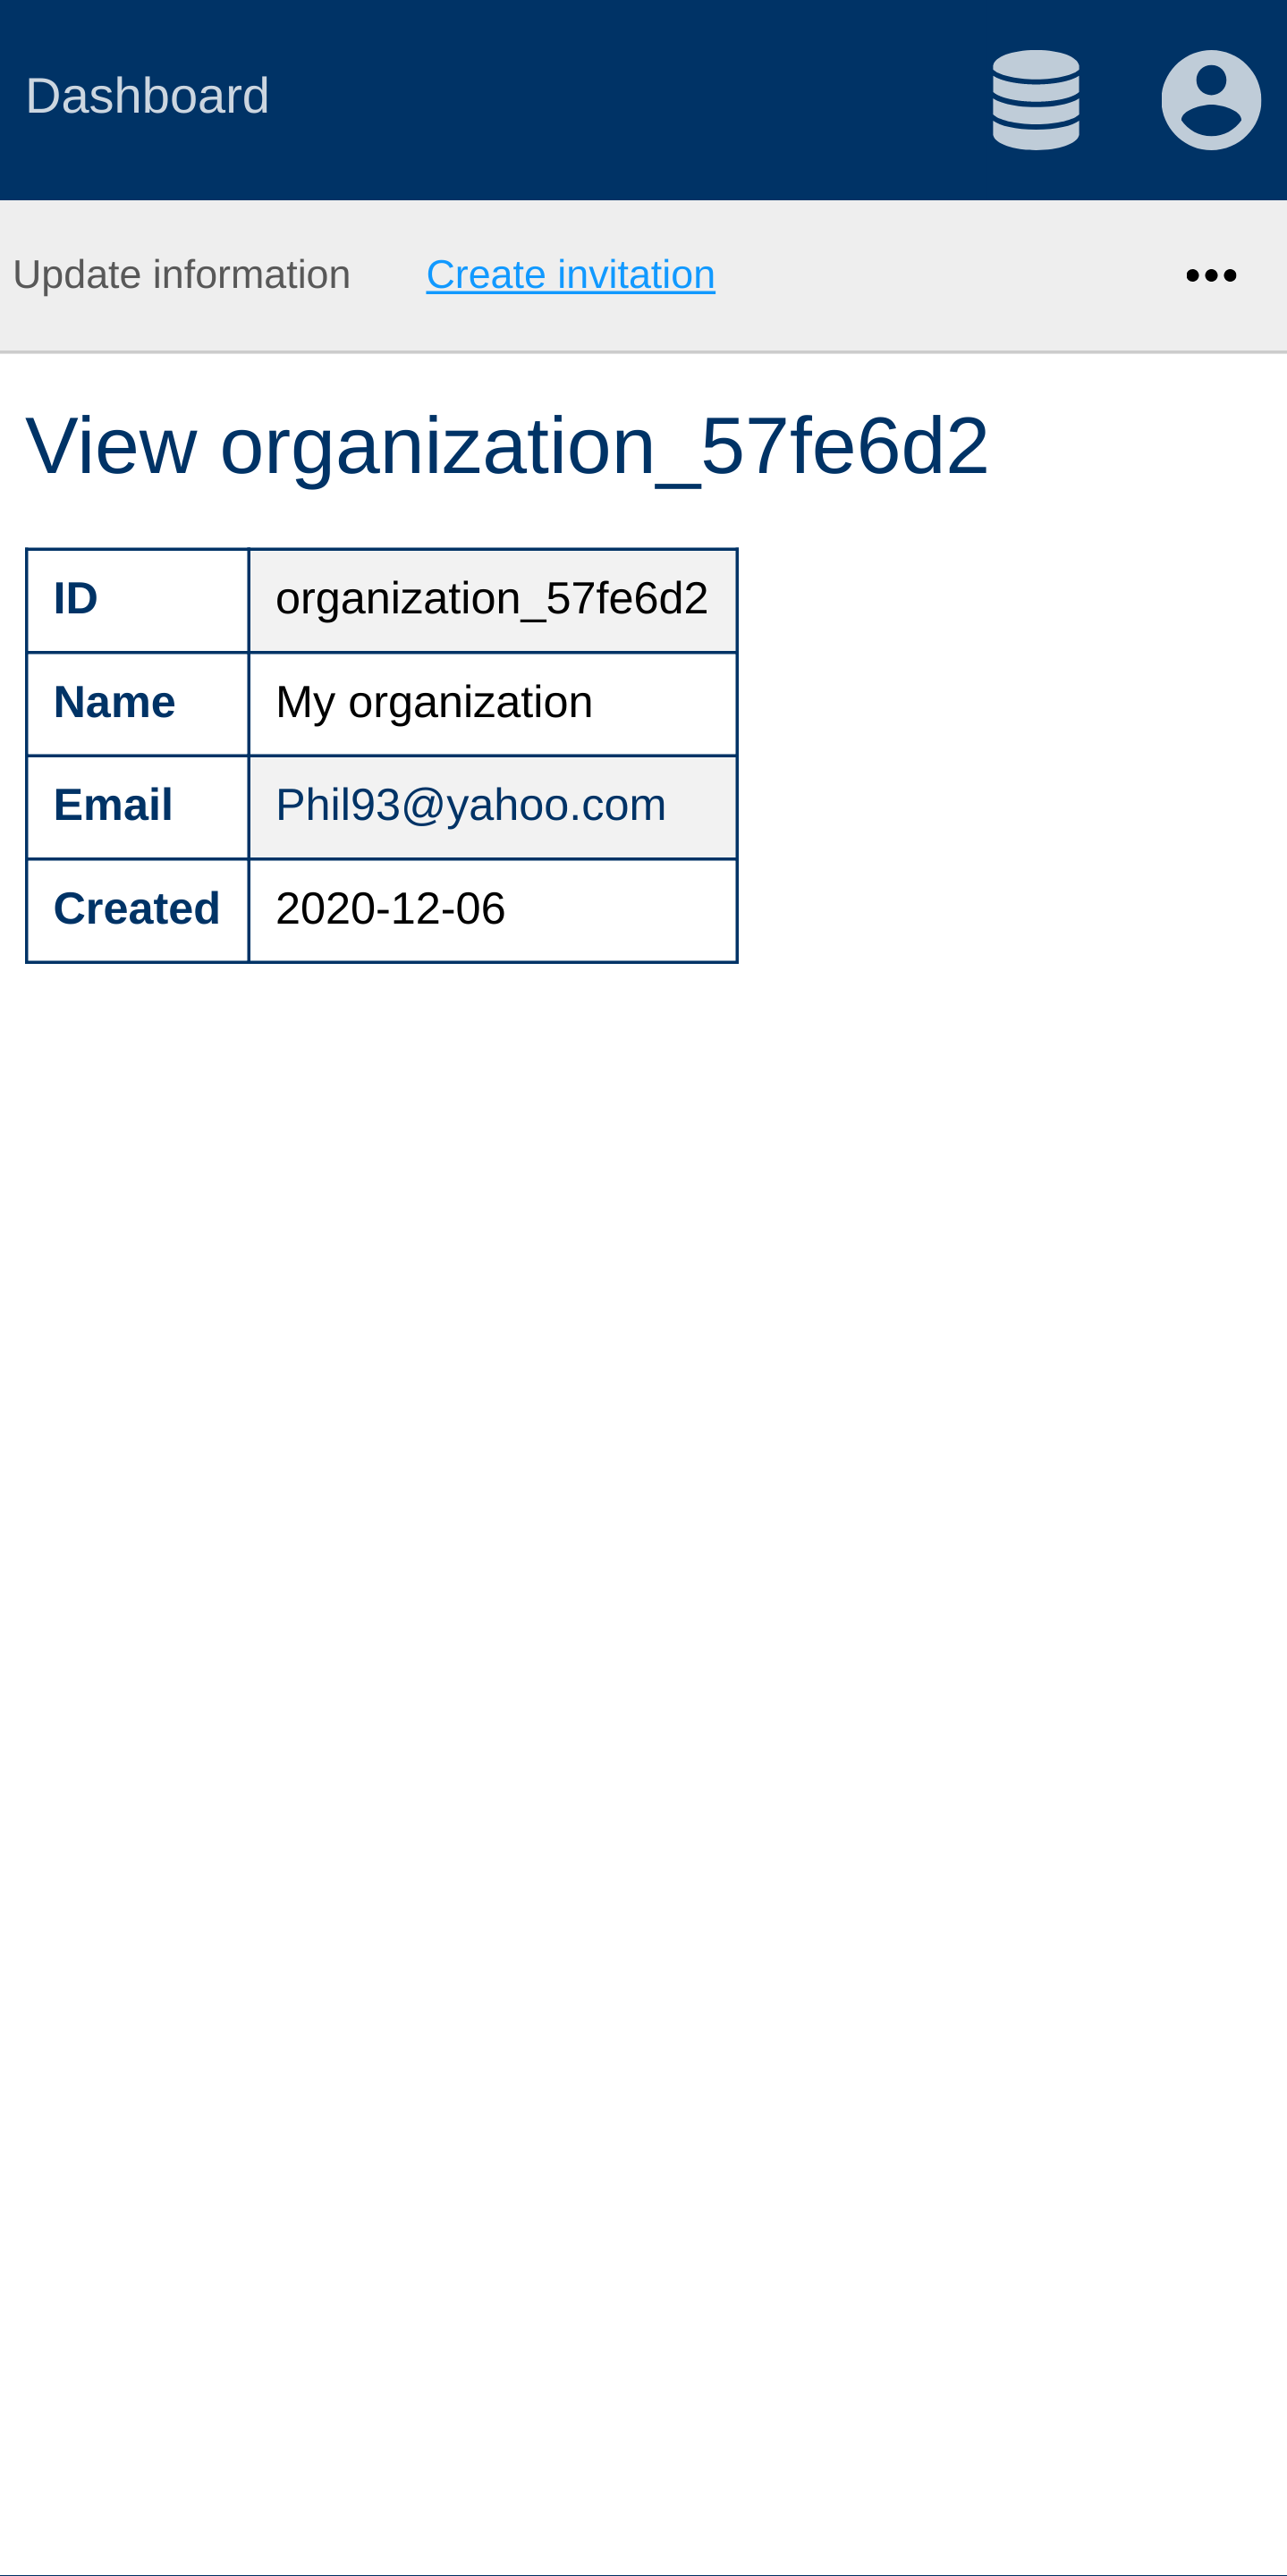 Dashboard
Update information Create invitation •••
View organization_57fe6d2
ID organization_57fe6d2
Name My organization
Email Phil93@yahoo.com
Created 2020-12-06